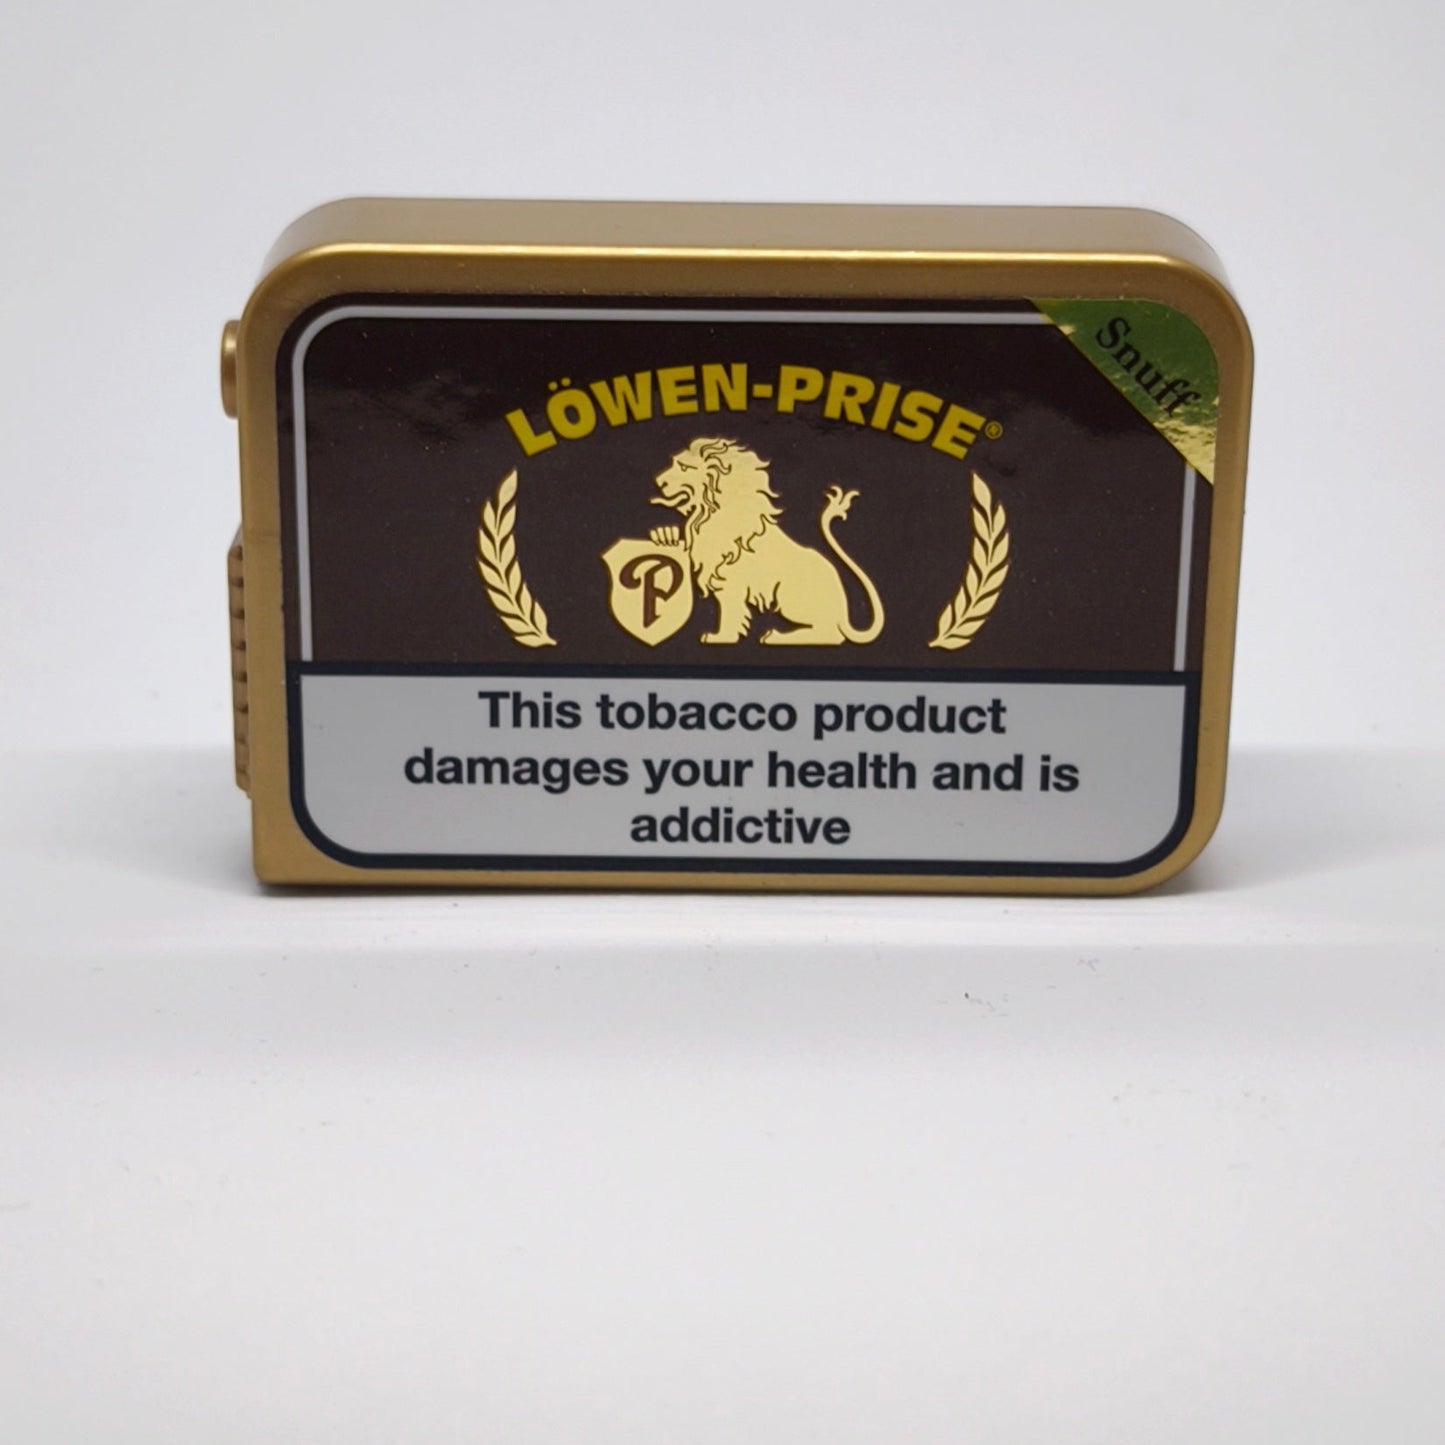 Snuff
LÖWEN-PRISE®
P
This tobacco product
damages your health and is
addictive